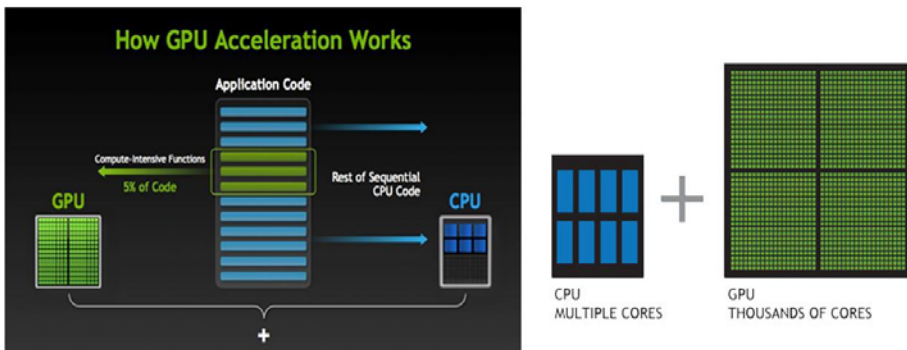 How GPU Acceleration Works
Application Code
Compute-Intensive Functions
5% of Code
Rest of Sequential
CPU Code
GPU
CPU
+
CPU
MULTIPLE CORES
+
GPU
THOUSANDS OF CORES